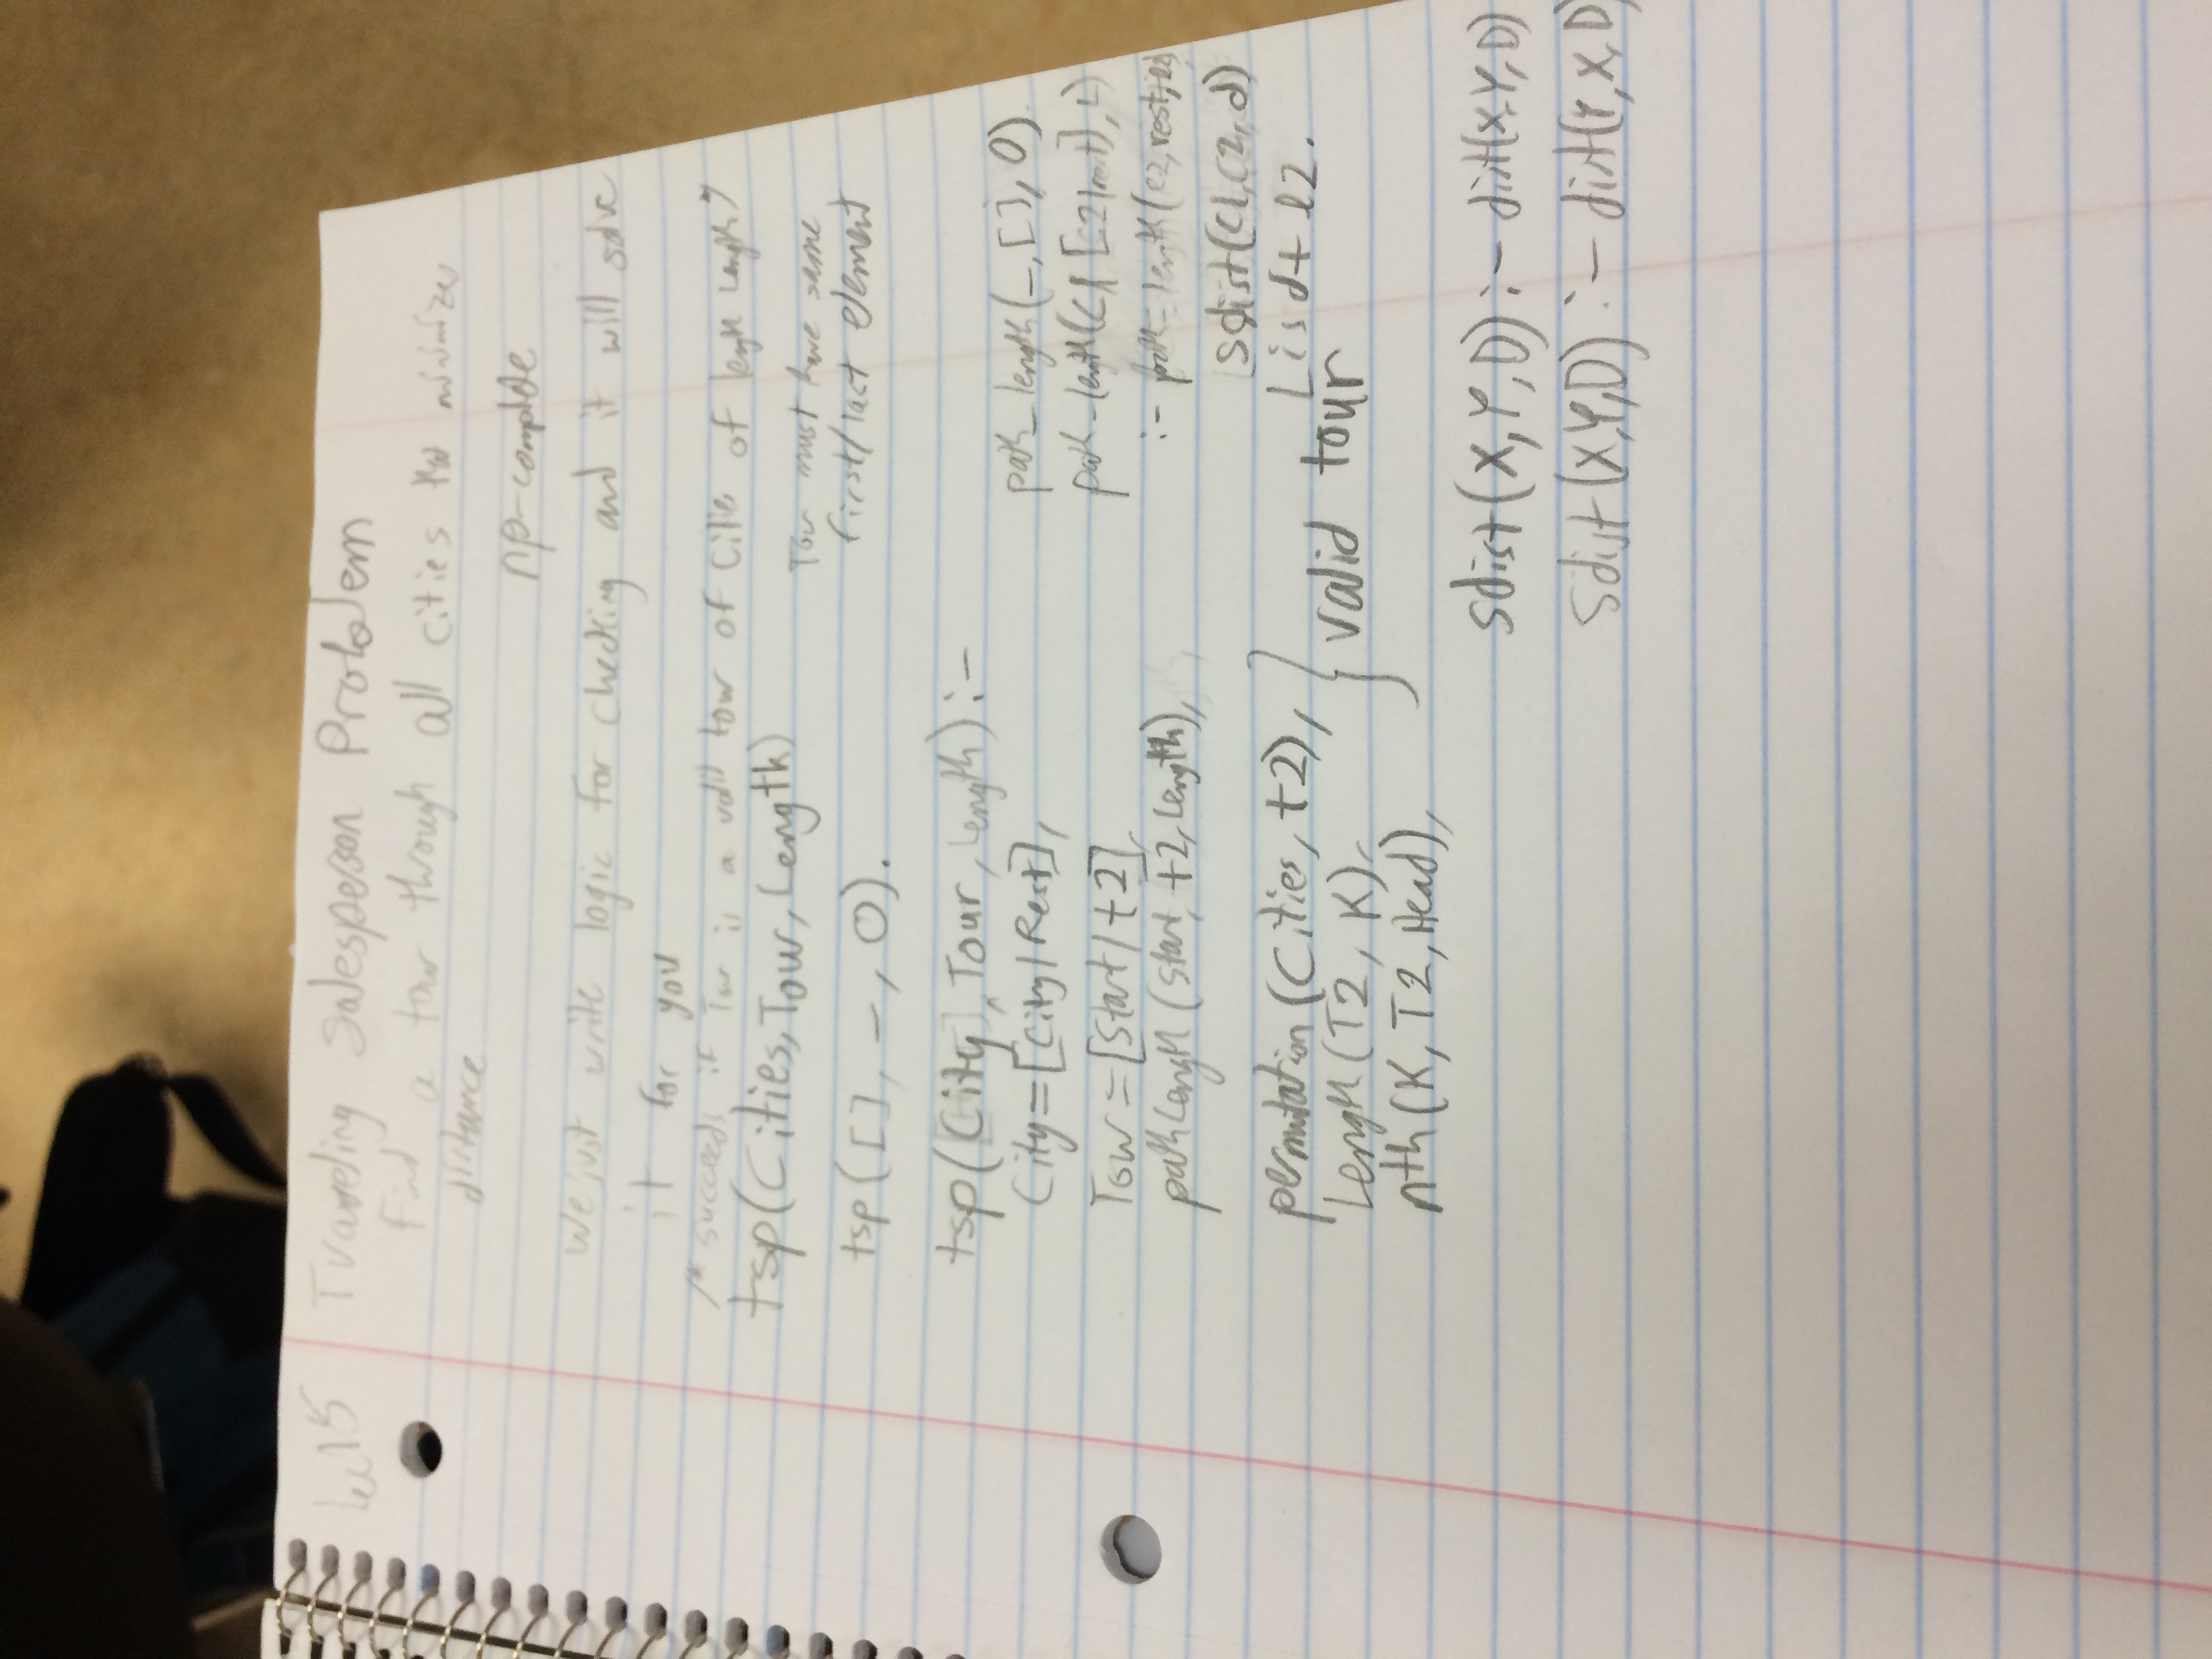 Lec 15
Traveling Salesperson Problem
Find a tour through all cities that minimizes
distance
np-complete
We just write logic for checking and it will solve
it for you
/* succeeds if Tour is a valid tour of Cities of length Length */
tsp(Cities, Tour, Length)
Tour must have same
first/last element
tsp([], _, 0).
tsp(City, Tour, Length) :-
City=[City|Rest],
Tour=[Start|t2],
pathLength(Start, t2, Length),
permutation(Cities, t2),
Length(T2, K),
nth(K, T2, Head),
valid tour
path_length(_, [], 0).
path_length(C1 [C2|rest], L)
:- path_length(c2, rest, l2)
sdist(C1, C2, d)
L is d + l2.
sdist(X, Y, D) :- dist(X, Y, D)
sdist(X, Y, D) :- dist(Y, X, D)